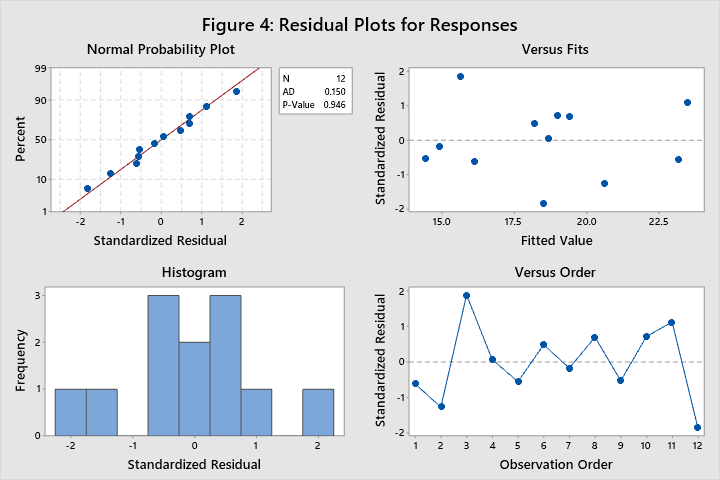 Figure 4: Residual Plots for Responses
Normal Probability Plot
99
90
50
10
1
Percent
-2 -1 0 1 2
Standardized Residual
N 12
AD 0.150
P-Value 0.946
Versus Fits
2
1
0
-1
-2
Standardized Residual
15.0 17.5 20.0 22.5
Fitted Value
Histogram
3
2
1
0
Frequency
-2 -1 0 1 2
Standardized Residual
Versus Order
2
1
0
-1
-2
Standardized Residual
1 2 3 4 5 6 7 8 9 10 11 12
Observation Order